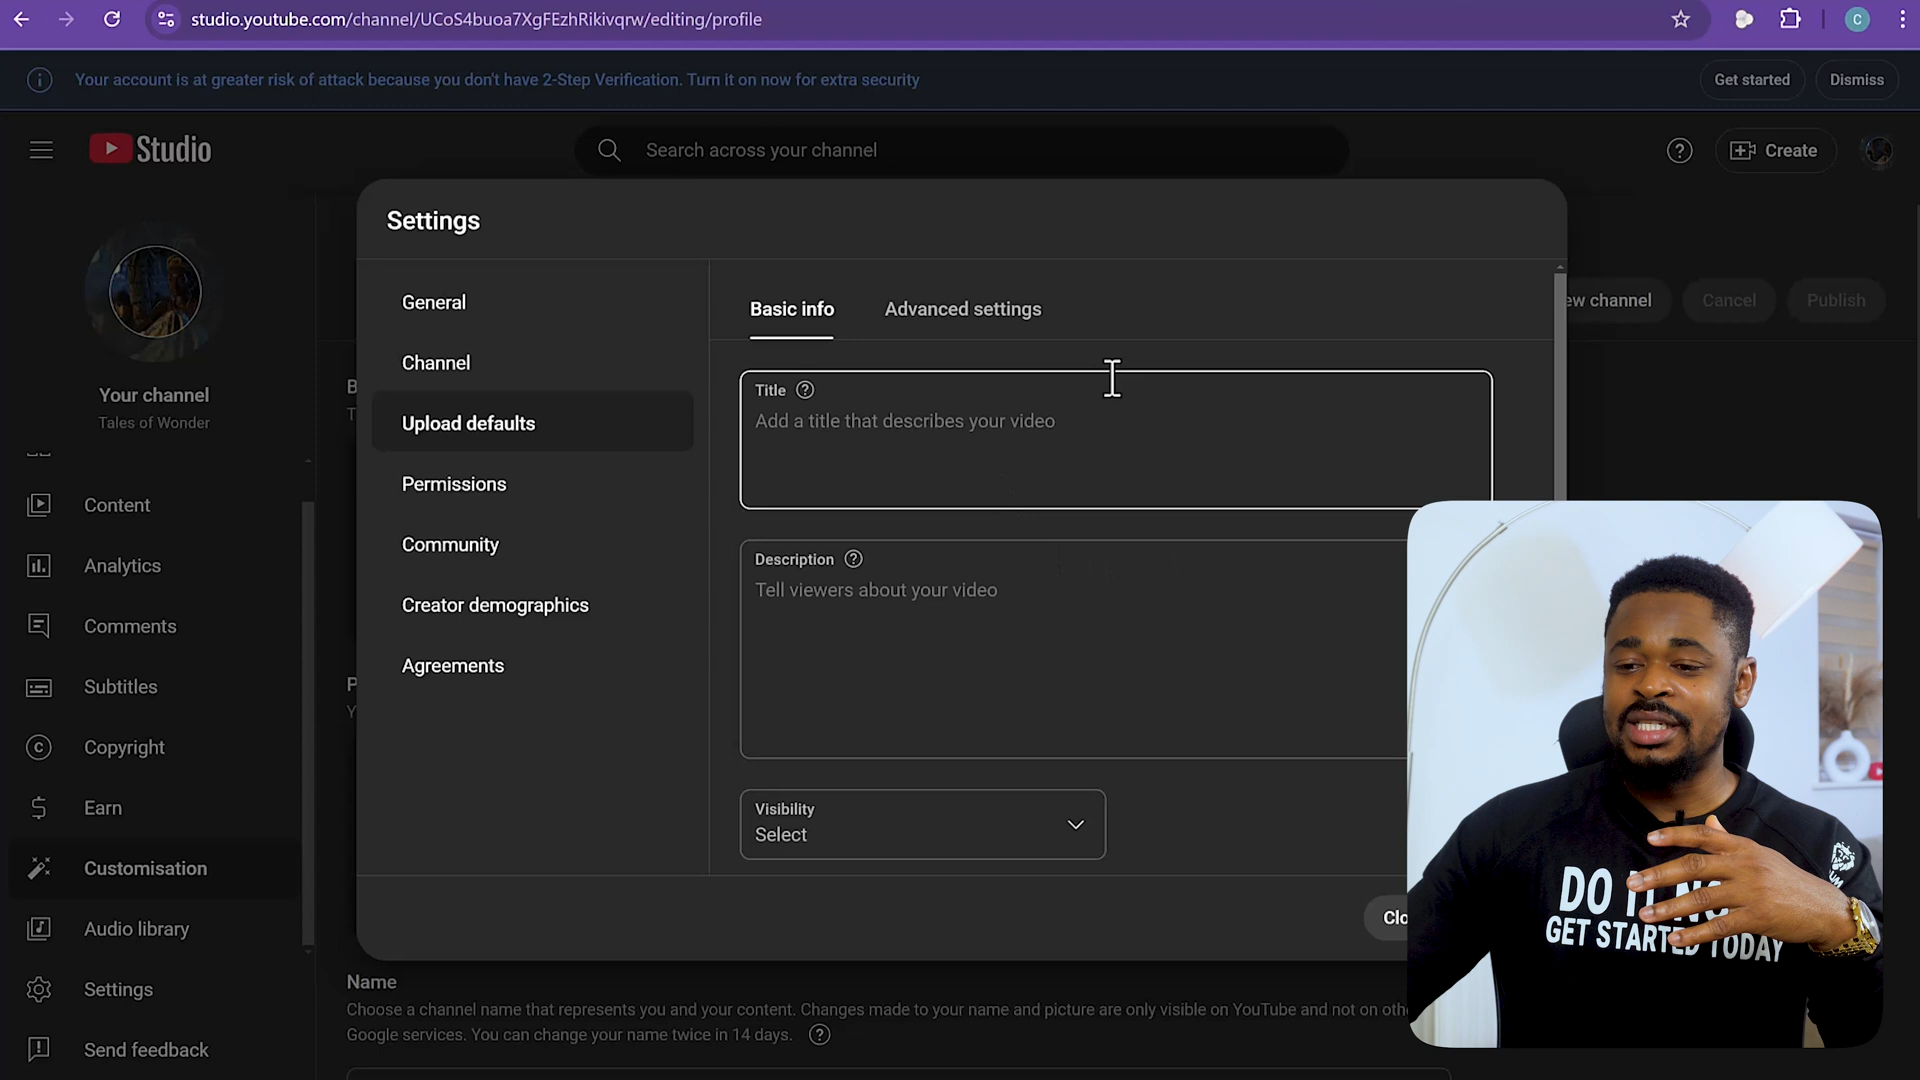 studio.youtube.com/channel/UCoS4buoa7XgFEzhRikivqrw/editing/profile
C
Your account is at greater risk of attack because you don't have 2-Step Verification. Turn it on now for extra security
Get started
Dismiss
Studio
Search across your channel
Create
Settings
General
Channel
Upload defaults
Permissions
Community
Creator demographics
Agreements
Basic info
Advanced settings
Title
Add a title that describes your video
Description
Tell viewers about your video
Visibility
Select
Clo
ew channel
Cancel
Publish
Your channel
Tales of Wonder
Content
Analytics
Comments
Subtitles
Copyright
Earn
Customisation
Audio library
Settings
Send feedback
B
T
P
Y
Name
Choose a channel name that represents you and your content. Changes made to your name and picture are only visible on YouTube and not on oth
Google services. You can change your name twice in 14 days.
DO IT NO
GET STARTED TODAY